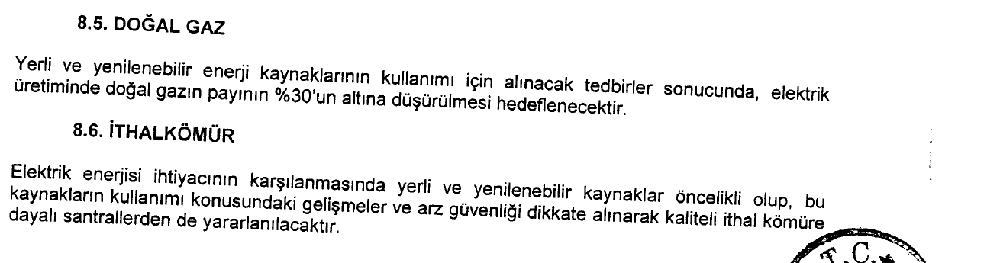 8.5. DOĞAL GAZ
Yerli ve yenilenebilir enerji kaynaklarının kullanımı için alınacak tedbirler sonucunda, elektrik
üretiminde doğal gazın payının %30'un altına düşürülmesi hedeflenecektir.
8.6. İTHALKÖMÜR
Elektrik enerjisi ihtiyacının karşılanmasında yerli ve yenilenebilir kaynaklar öncelikli olup, bu
kaynakların kullanımı konusundaki gelişmeler ve arz güvenliği dikkate alınarak kaliteli ithal kömüre
dayalı santrallerden de yararlanılacaktır.
T.C.